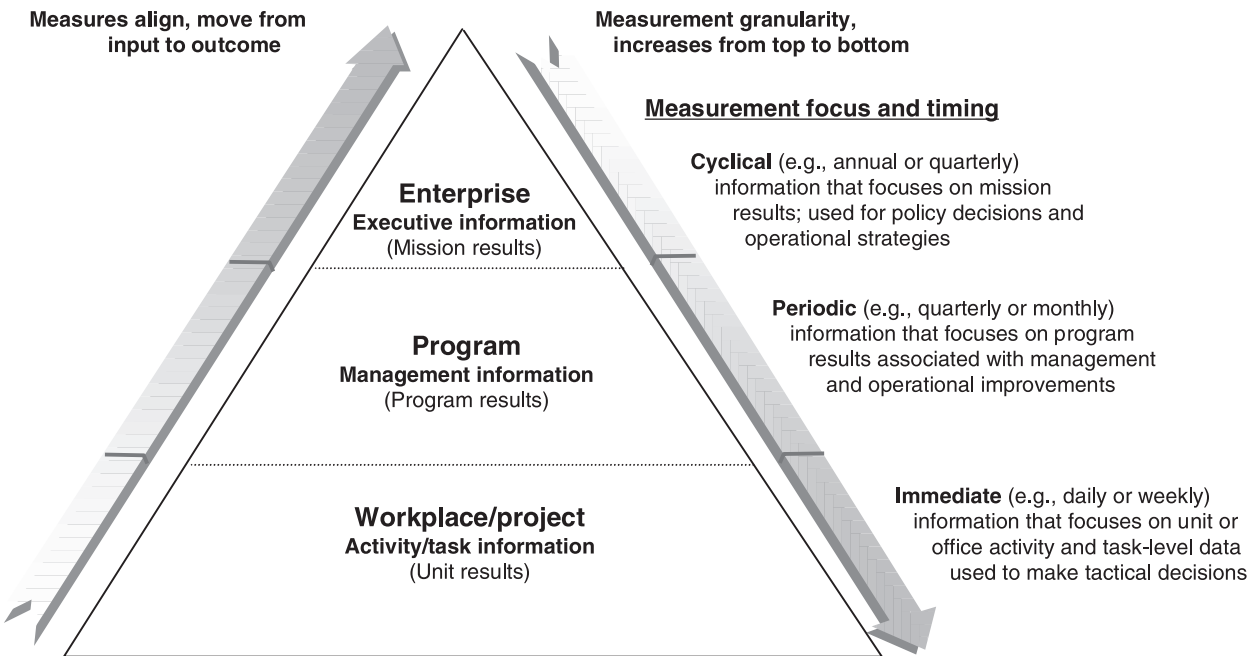 Measures align, move from
input to outcome
Measurement granularity,
increases from top to bottom
Measurement focus and timing
Enterprise
Executive information
(Mission results)
Cyclical (e.g., annual or quarterly)
information that focuses on mission
results; used for policy decisions and
operational strategies
Program
Management information
(Program results)
Periodic (e.g., quarterly or monthly)
information that focuses on program
results associated with management
and operational improvements
Workplace/project
Activity/task information
(Unit results)
Immediate (e.g., daily or weekly)
information that focuses on unit or
office activity and task-level data
used to make tactical decisions